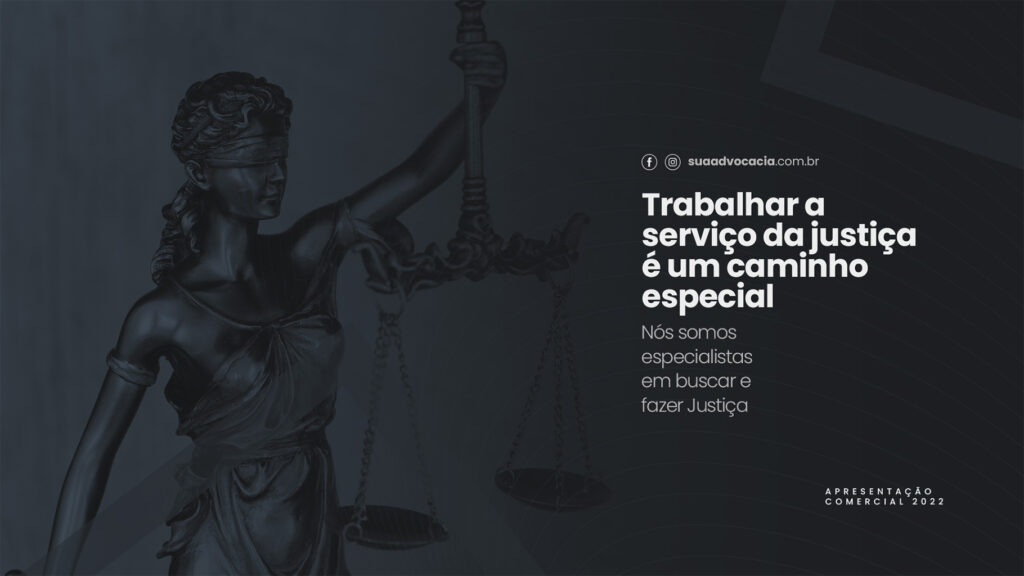 suaadvocacia.com.br
Trabalhar a
serviço da justiça
é um caminho
especial
Nós somos
especialistas
em buscar e
fazer Justiça
APRESENTAÇÃO
COMERCIAL 2022